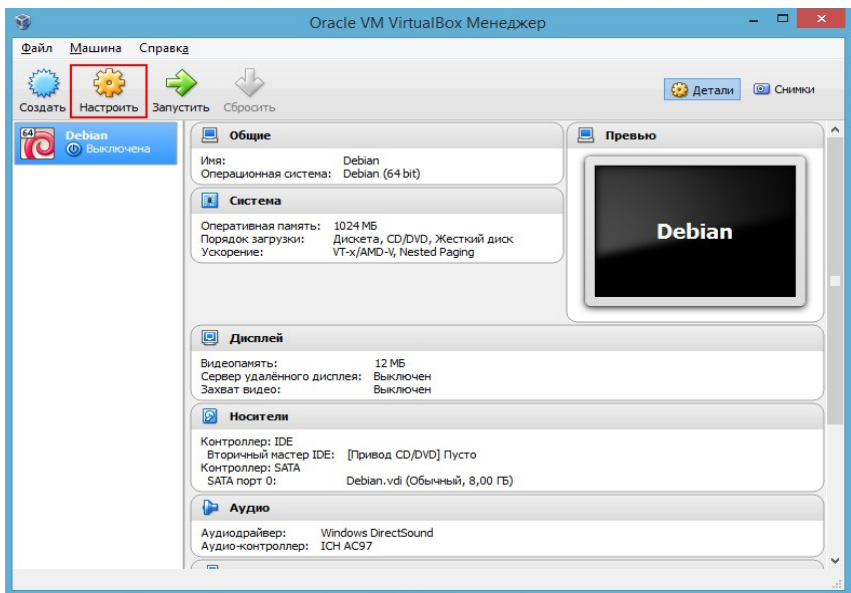 Oracle VM VirtualBox Менеджер
Файл Машина Справка
Создать Настроить Запустить Сбросить
Детали Снимки
64 Debian
Выключена
Общие
Имя: Debian
Операционная система: Debian (64 bit)
Система
Оперативная память: 1024 МБ
Порядок загрузки: Дискета, CD/DVD, Жесткий диск
Ускорение: VT-x/AMD-V, Nested Paging
Превью
Debian
Дисплей
Видеопамять: 12 МБ
Сервер удалённого дисплея: Выключен
Захват видео: Выключен
Носители
Контроллер: IDE
Вторичный мастер IDE: [Привод CD/DVD] Пусто
Контроллер: SATA
SATA порт 0: Debian.vdi (Обычный, 8,00 ГБ)
Аудио
Аудиодрайвер: Windows DirectSound
Аудио-контроллер: ICH AC97